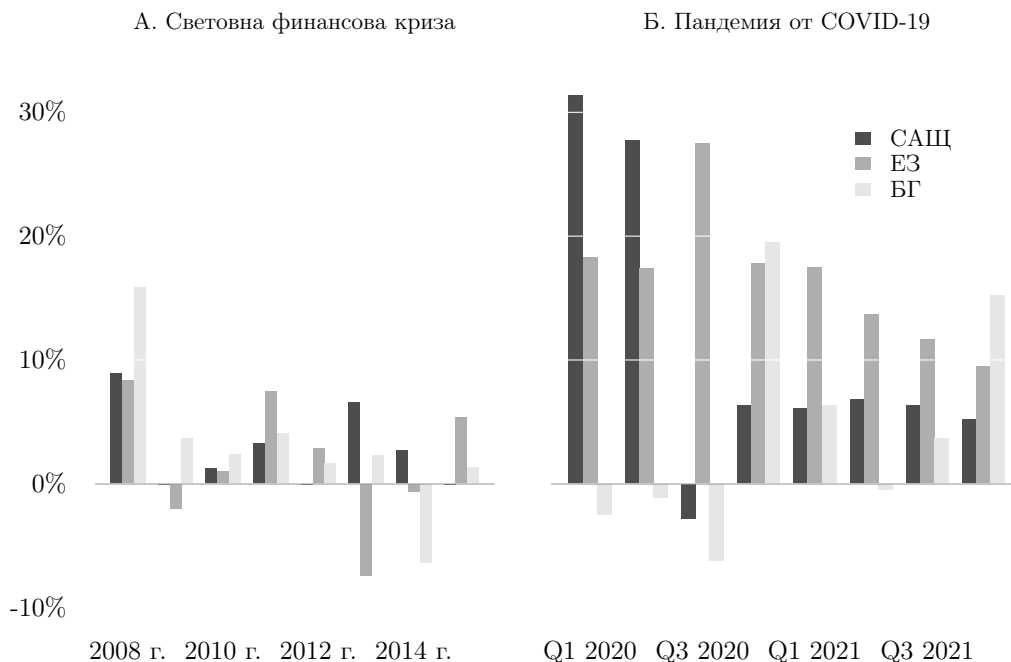 А. Световна финансова криза
Б. Пандемия от COVID-19
30%
20%
10%
0%
-10%
САЩ
ЕЗ
БГ
2008 г. 2010 г. 2012 г. 2014 г.
Q1 2020 Q3 2020 Q1 2021 Q3 2021